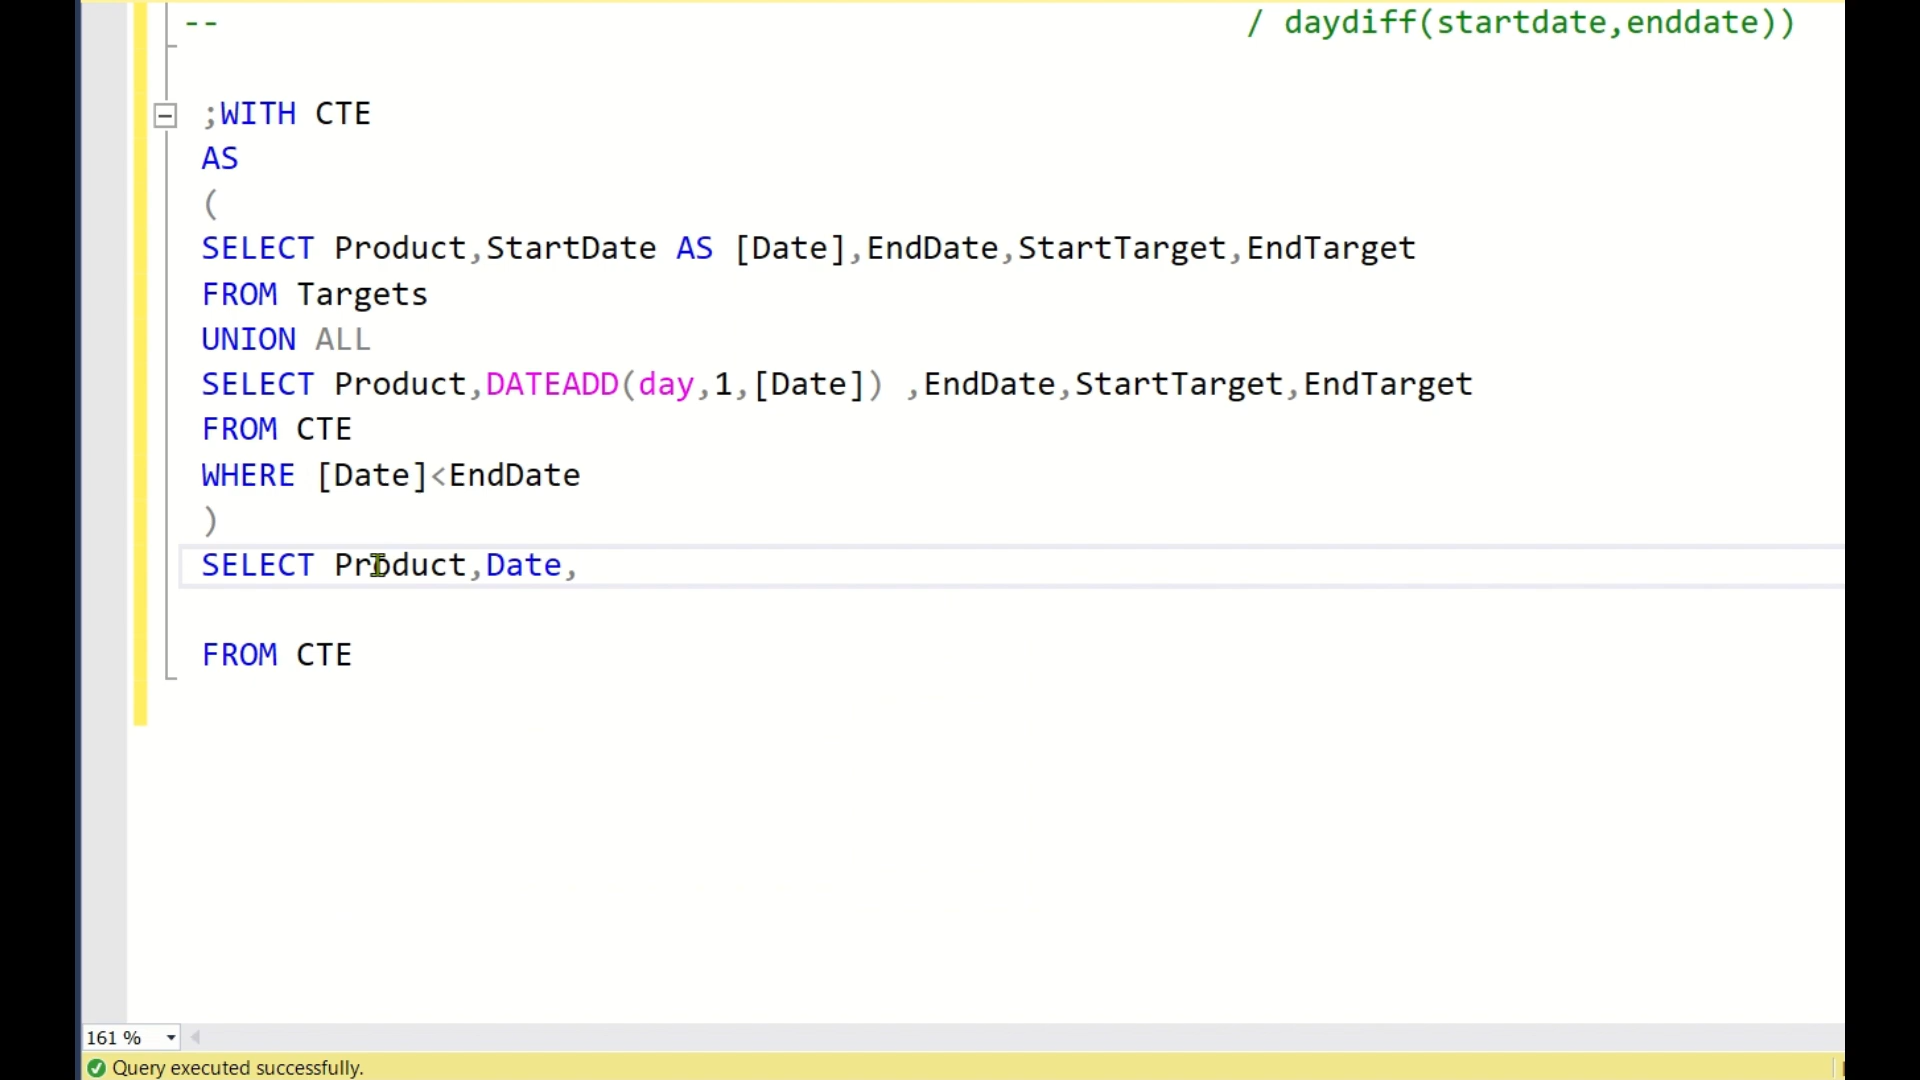 -- / daydiff(startdate,enddate))
;WITH CTE
AS
(
SELECT Product,StartDate AS [Date],EndDate,StartTarget,EndTarget
FROM Targets
UNION ALL
SELECT Product,DATEADD(day,1,[Date]) ,EndDate,StartTarget,EndTarget
FROM CTE
WHERE [Date]<EndDate
)
SELECT Product,Date,
FROM CTE
161 %
Query executed successfully.